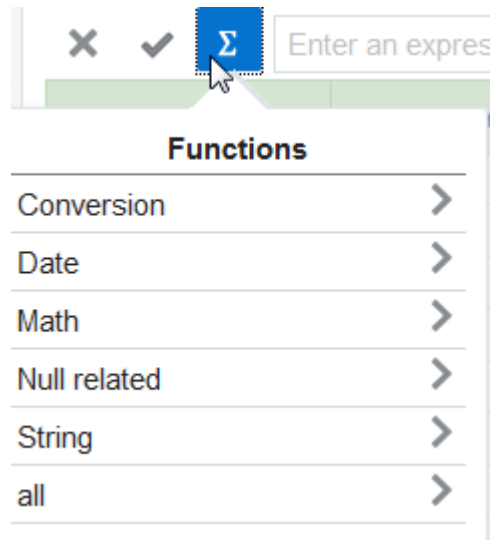 Σ Enter an expres
Functions
Conversion
Date
Math
Null related
String
all